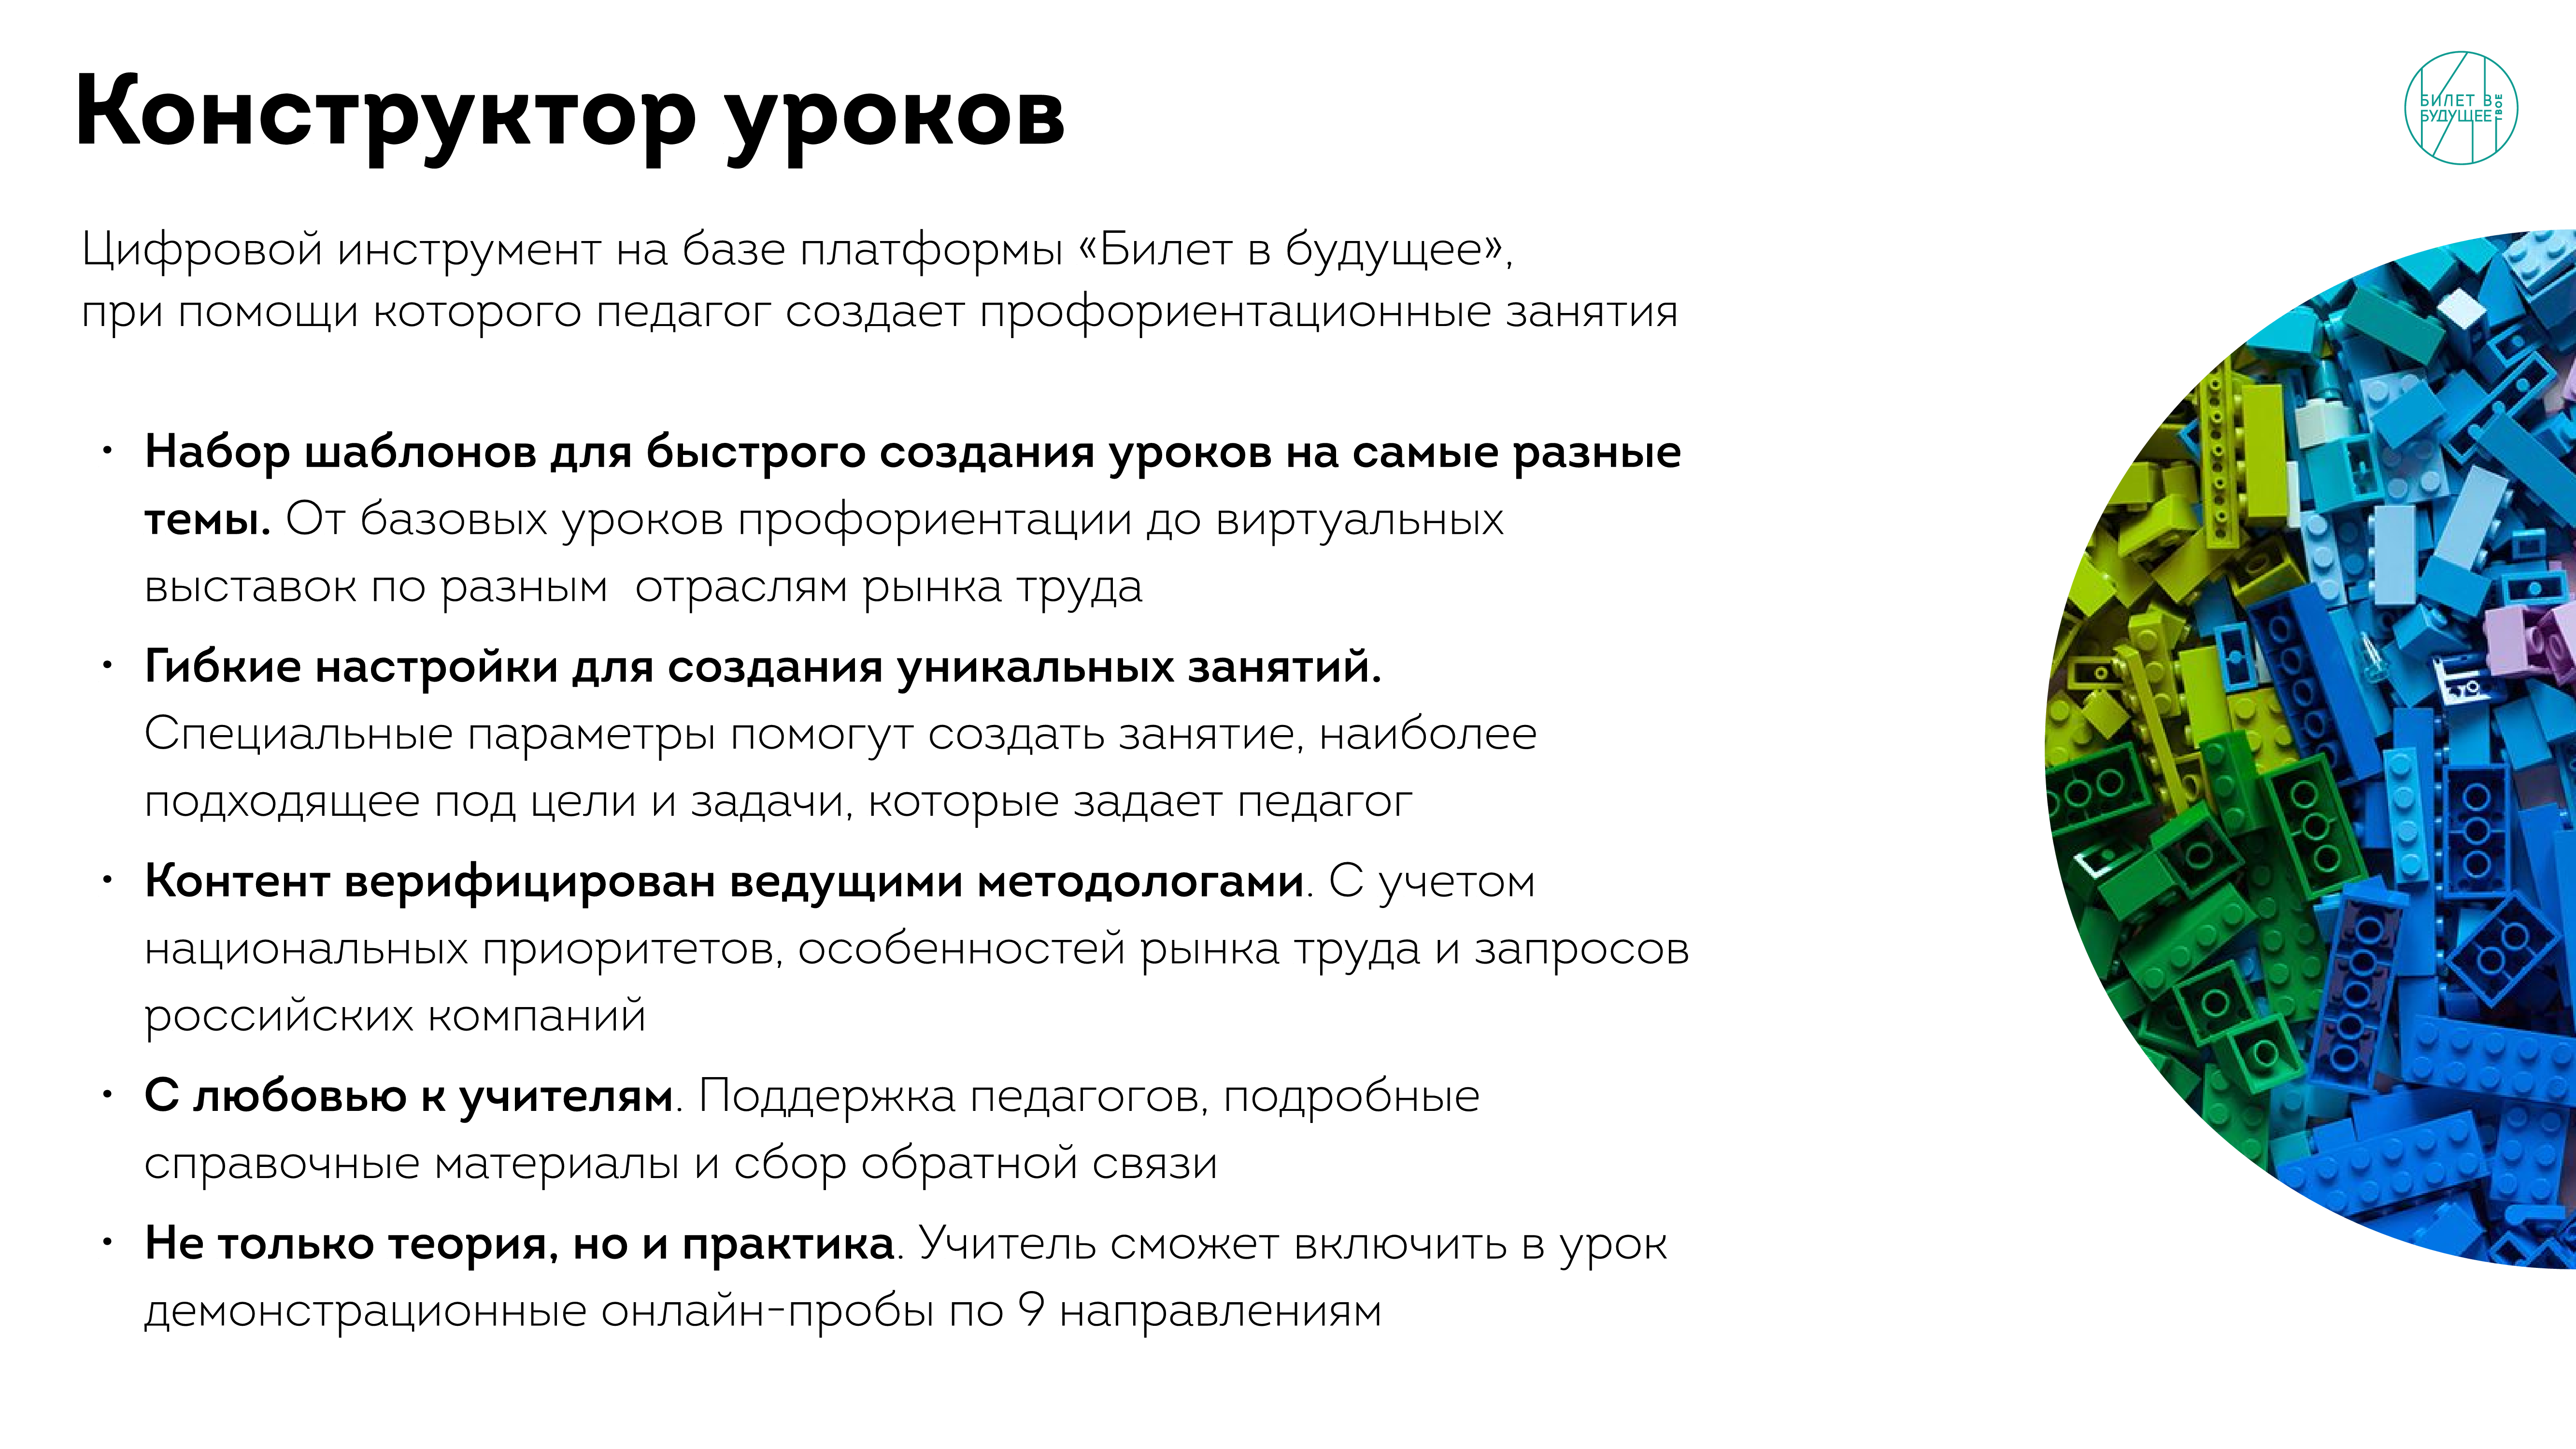 Конструктор уроков
БИЛЕТ В
БУДУЩЕЕ
ТВОЕ
Цифровой инструмент на базе платформы «Билет в будущее»,
при помощи которого педагог создает профориентационные занятия
• Набор шаблонов для быстрого создания уроков на самые разные
темы. От базовых уроков профориентации до виртуальных
выставок по разным  отраслям рынка труда
• Гибкие настройки для создания уникальных занятий.
Специальные параметры помогут создать занятие, наиболее
подходящее под цели и задачи, которые задает педагог
• Контент верифицирован ведущими методологами. С учетом
национальных приоритетов, особенностей рынка труда и запросов
российских компаний
• С любовью к учителям. Поддержка педагогов, подробные
справочные материалы и сбор обратной связи
• Не только теория, но и практика. Учитель сможет включить в урок
демонстрационные онлайн-пробы по 9 направлениям